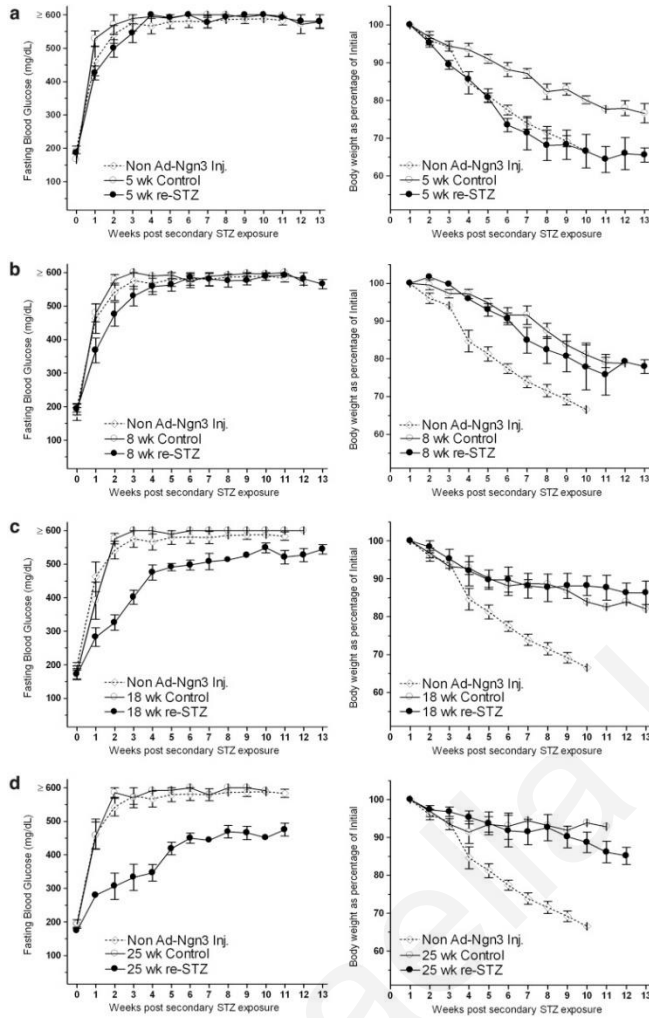 a
Fasting Blood Glucose (mg/dL)
≥ 600
500
400
300
200
100
Non Ad-Ngn3 Inj.
5 wk Control
5 wk re-STZ
0 1 2 3 4 5 6 7 8 9 10 11 12 13
Weeks post secondary STZ exposure
Body weight as percentage of Initial
100
90
80
70
60
Non Ad-Ngn3 Inj.
5 wk Control
5 wk re-STZ
0 1 2 3 4 5 6 7 8 9 10 11 12 13
Weeks post secondary STZ exposure
b
Fasting Blood Glucose (mg/dL)
≥ 600
500
400
300
200
100
Non Ad-Ngn3 Inj.
8 wk Control
8 wk re-STZ
0 1 2 3 4 5 6 7 8 9 10 11 12 13
Weeks post secondary STZ exposure
Body weight as percentage of Initial
100
90
80
70
60
Non Ad-Ngn3 Inj.
8 wk Control
8 wk re-STZ
0 1 2 3 4 5 6 7 8 9 10 11 12 13
Weeks post secondary STZ exposure
c
Fasting Blood Glucose (mg/dL)
≥ 600
500
400
300
200
100
Non Ad-Ngn3 Inj.
18 wk Control
18 wk re-STZ
0 1 2 3 4 5 6 7 8 9 10 11 12 13
Weeks post secondary STZ exposure
Body weight as percentage of Initial
100
90
80
70
60
Non Ad-Ngn3 Inj.
18 wk Control
18 wk re-STZ
0 1 2 3 4 5 6 7 8 9 10 11 12 13
Weeks post secondary STZ exposure
d
Fasting Blood Glucose (mg/dL)
≥ 600
500
400
300
200
100
Non Ad-Ngn3 Inj.
25 wk Control
25 wk re-STZ
0 1 2 3 4 5 6 7 8 9 10 11 12 13
Weeks post secondary STZ exposure
Body weight as percentage of Initial
100
90
80
70
60
Non Ad-Ngn3 Inj.
25 wk Control
25 wk re-STZ
0 1 2 3 4 5 6 7 8 9 10 11 12 13
Weeks post secondary STZ exposure